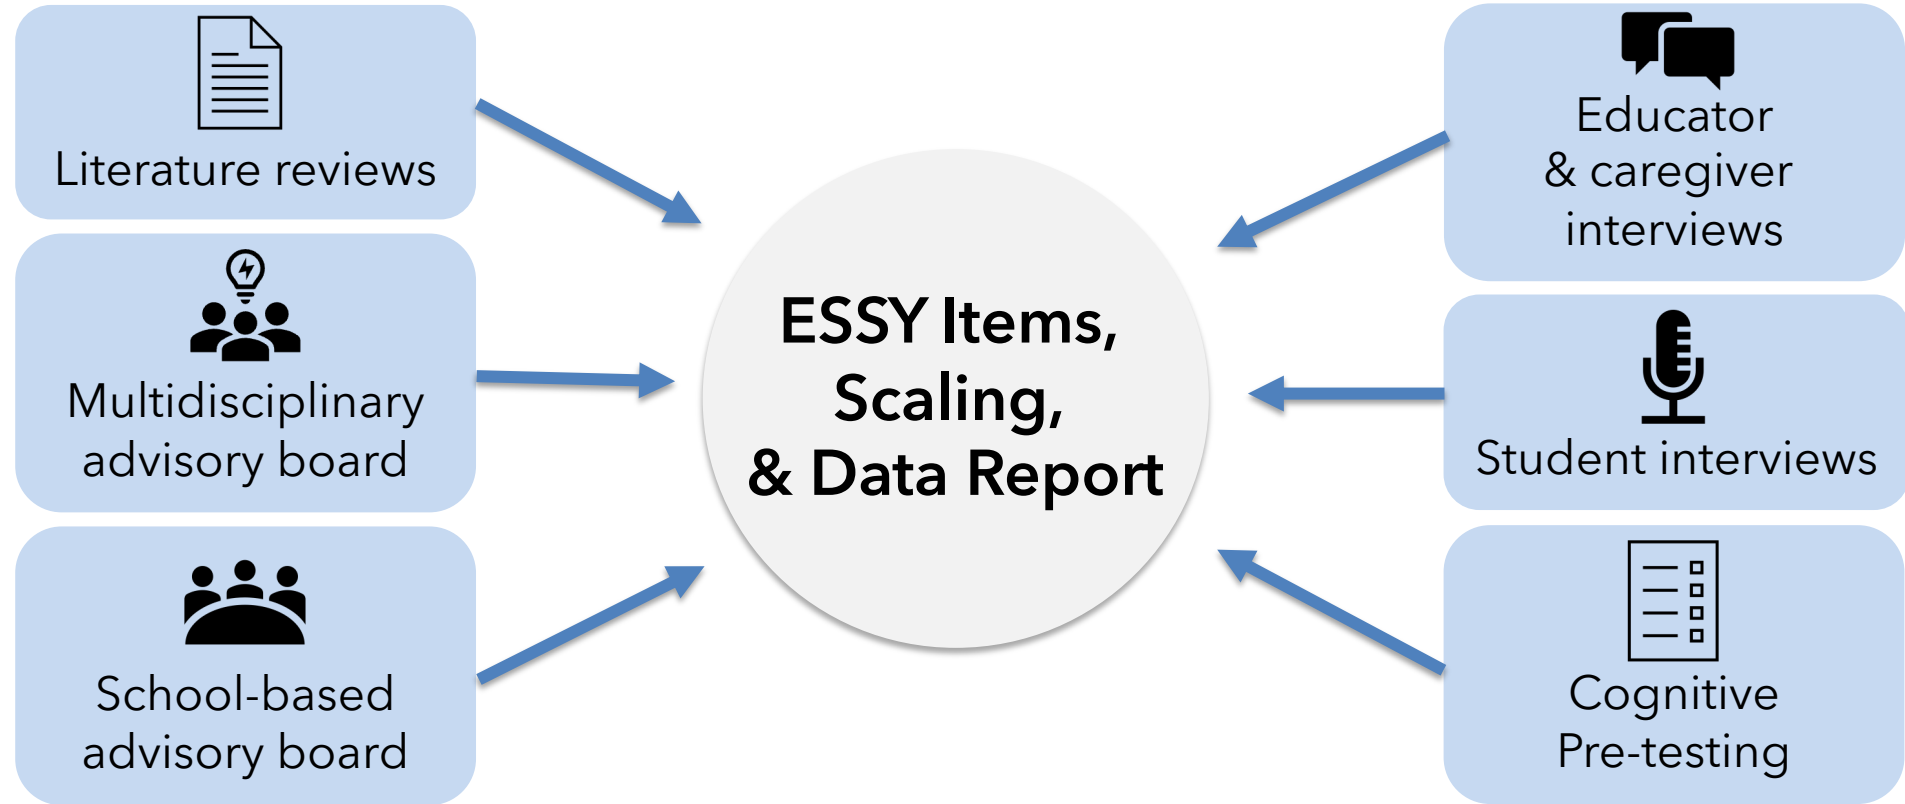 Literature reviews
Multidisciplinary
advisory board
School-based
advisory board
ESSY Items,
Scaling,
& Data Report
Educator
& caregiver
interviews
Student interviews
Cognitive
Pre-testing